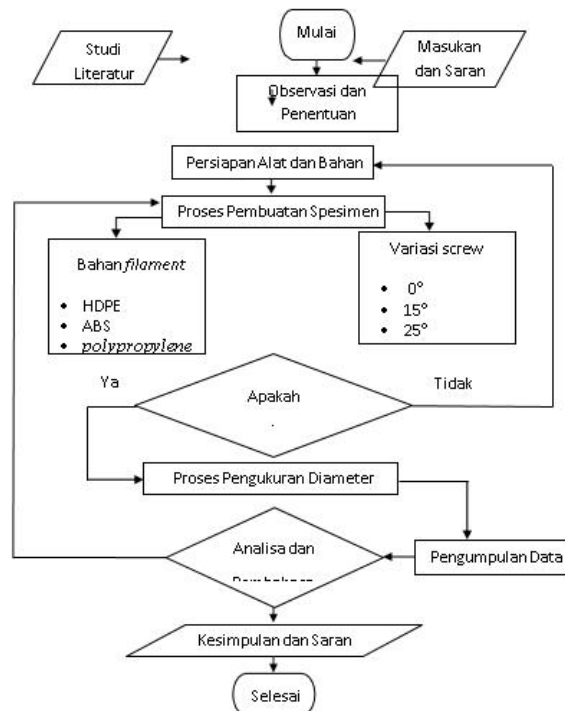 Mulai
Studi
Literatur
Masukan
dan Saran
Observasi dan
Penentuan
Persiapan Alat dan Bahan
Proses Pembuatan Spesimen
Bahan filament
• HDPE
• ABS
• polypropylene
Variasi screw
• 0°
• 15°
• 25°
Ya
Tidak
Apakah
Proses Pengukuran Diameter
Analisa dan
Pengumpulan Data
Kesimpulan dan Saran
Selesai